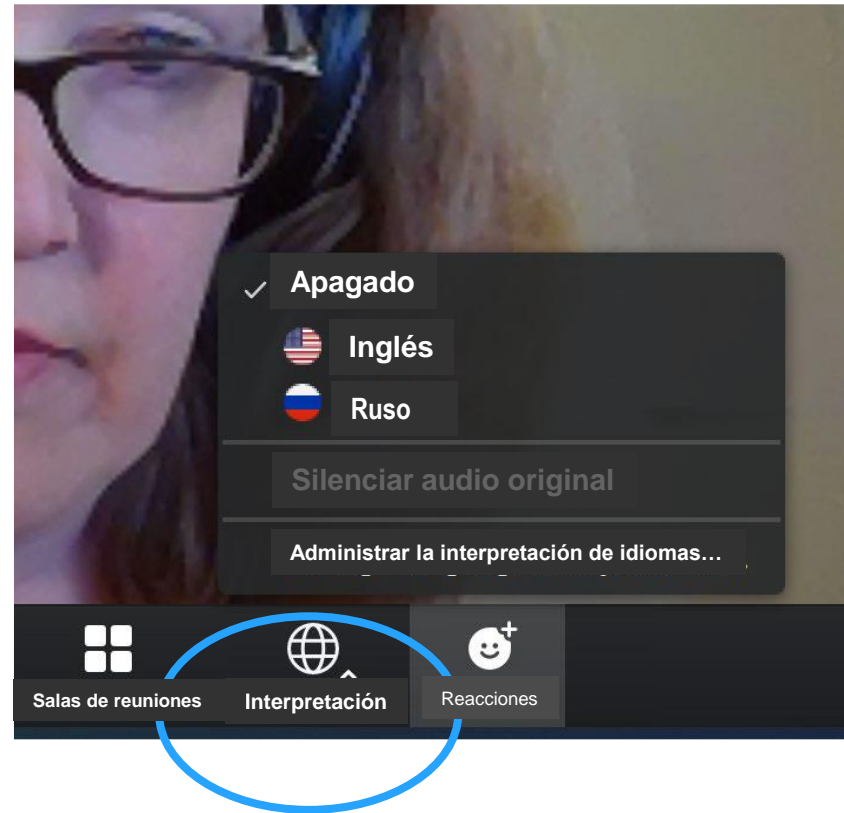 Apagado
Inglés
Ruso
Silenciar audio original
Administrar la interpretación de idiomas…
Salas de reuniones
Interpretación
Reacciones